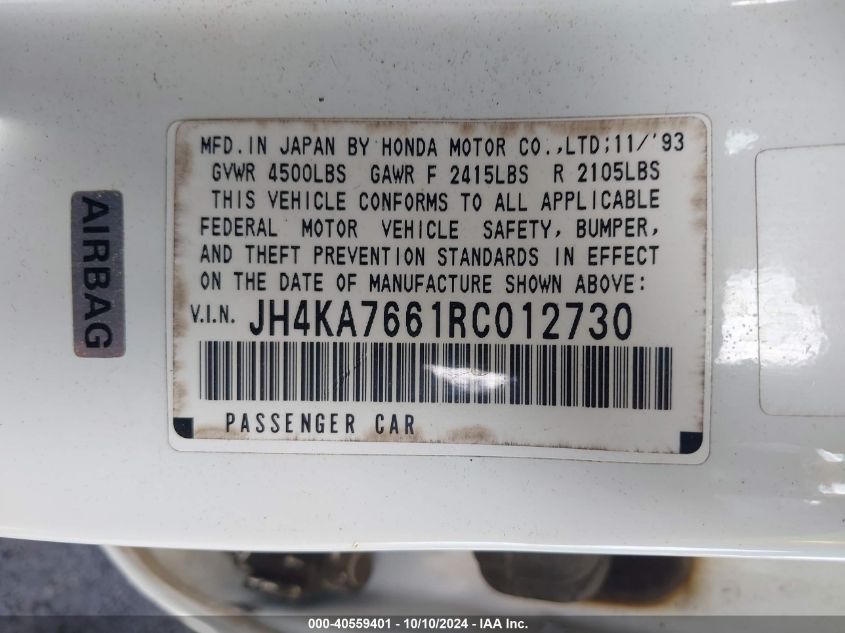 MFD. IN JAPAN BY HONDA MOTOR CO.,LTD;11/'93
GVWR 4500LBS GAWR F 2415LBS R 2105LBS
THIS VEHICLE CONFORMS TO ALL APPLICABLE
FEDERAL MOTOR VEHICLE SAFETY, BUMPER,
AND THEFT PREVENTION STANDARDS IN EFFECT
ON THE DATE OF MANUFACTURE SHOWN ABOVE:
V.I.N. JH4KA7661RC012730
PASSENGER CAR
AIRBAG
000-40559401 - 10/10/2024 - IAA Inc.